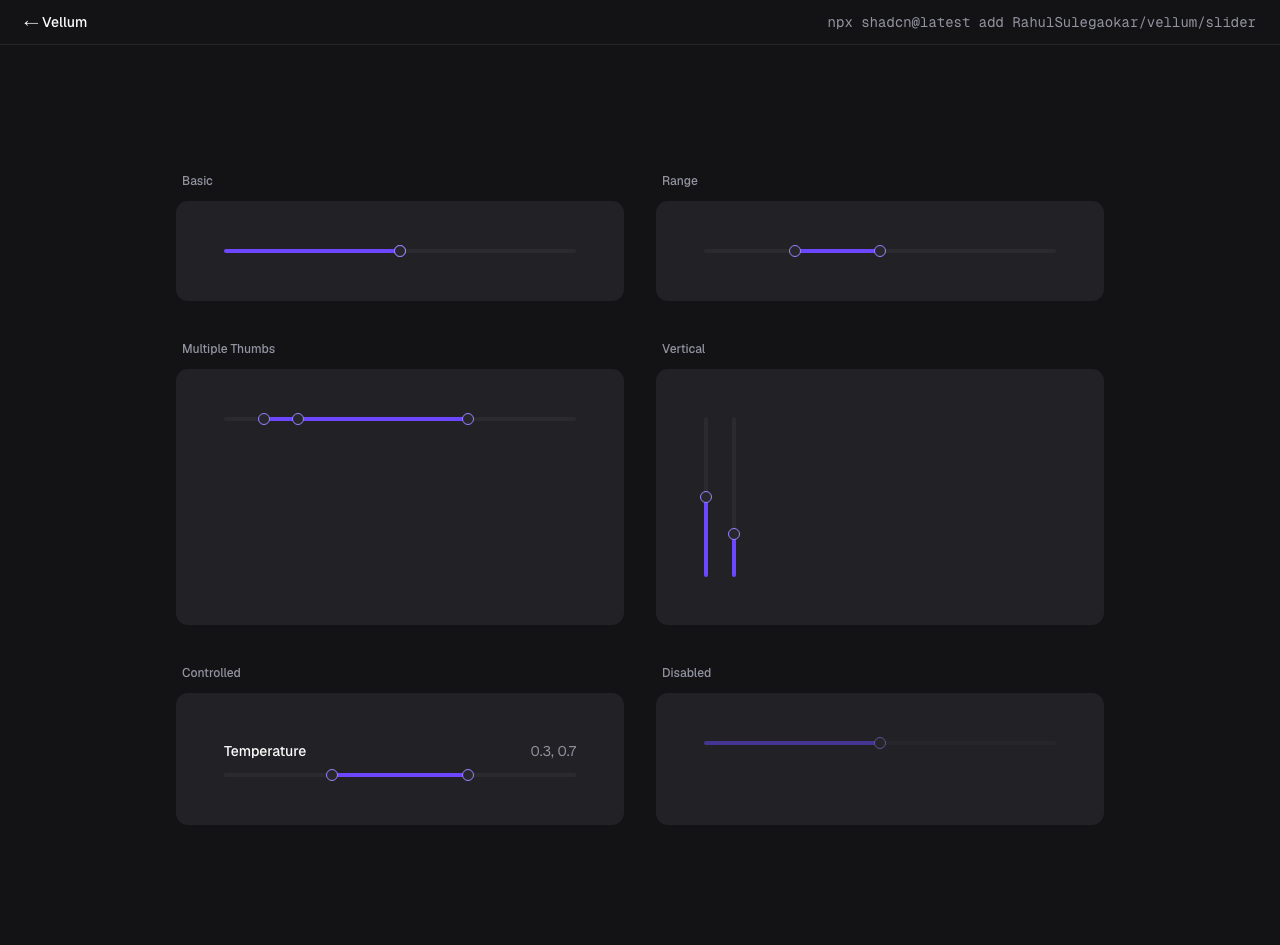 ← Vellum
npx shadcn@latest add RahulSulegaokar/vellum/slider
Basic
Range
Multiple Thumbs
Vertical
Controlled
Disabled
Temperature
0.3, 0.7